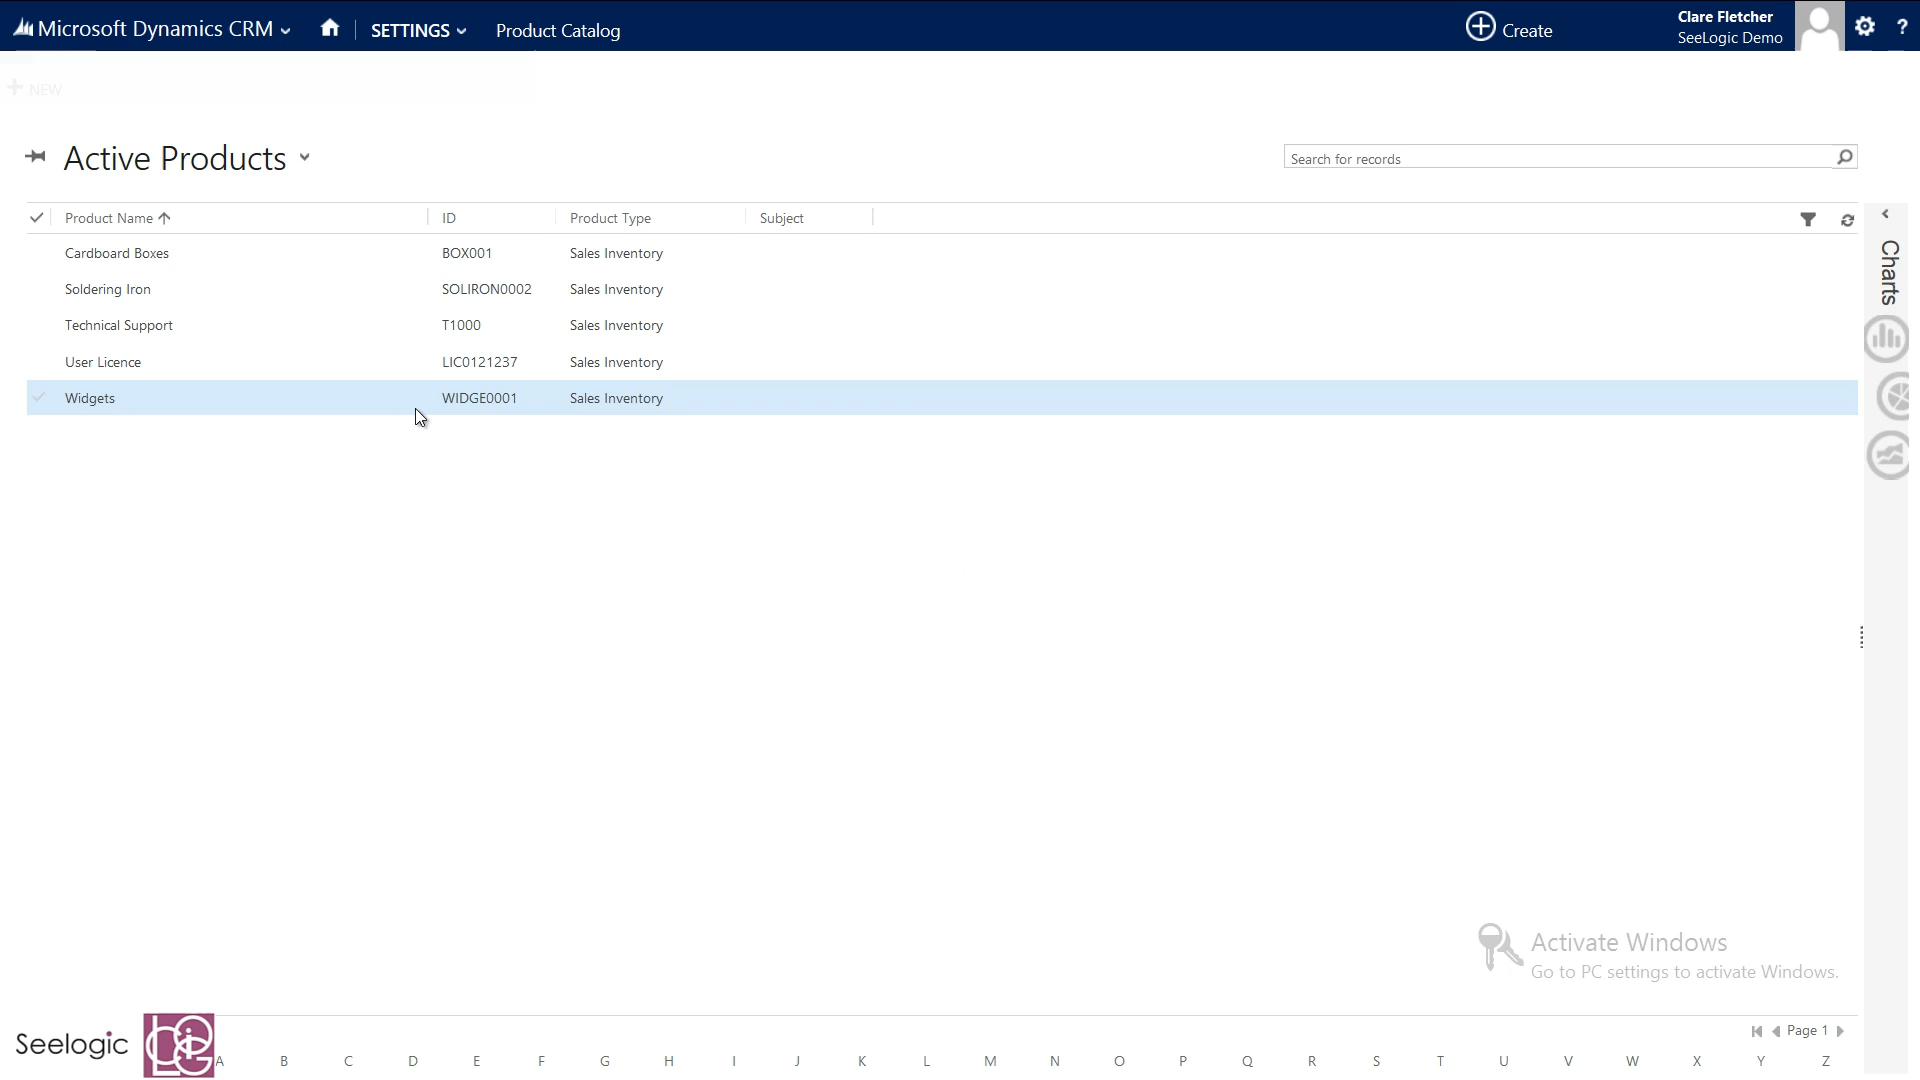 Microsoft Dynamics CRM SETTINGS Product Catalog Create Clare Fletcher ?
SeeLogic Demo
NEW
Active Products
Search for records
Product Name ID Product Type Subject
Cardboard Boxes BOX001 Sales Inventory
Soldering Iron SOLIRON0002 Sales Inventory
Technical Support T1000 Sales Inventory
User Licence LIC0121237 Sales Inventory
Widgets WIDGE0001 Sales Inventory
Charts
Activate Windows
Go to PC settings to activate Windows.
Page 1
Seelogic LOGiG
A B C D E F G H I J K L M N O P Q R S T U V W X Y Z